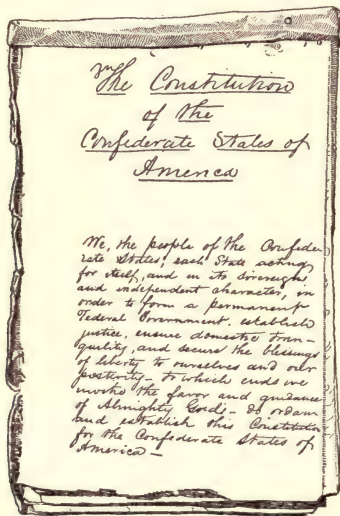 The Constitution
of the
Confederate States of
America
We, the people of the Confeder
rate States, each State acting
for itself, and in its sovereign
and independent character, in
order to form a permanent
Federal Government, establish
justice, ensure domestic tran-
quility, and secure the blessings
of liberty to ourselves and our
posterity, to which ends we
invoke the favor and guidance
of Almighty God; - do ordain
and establish this Constitution
for the Confederate States of
America -